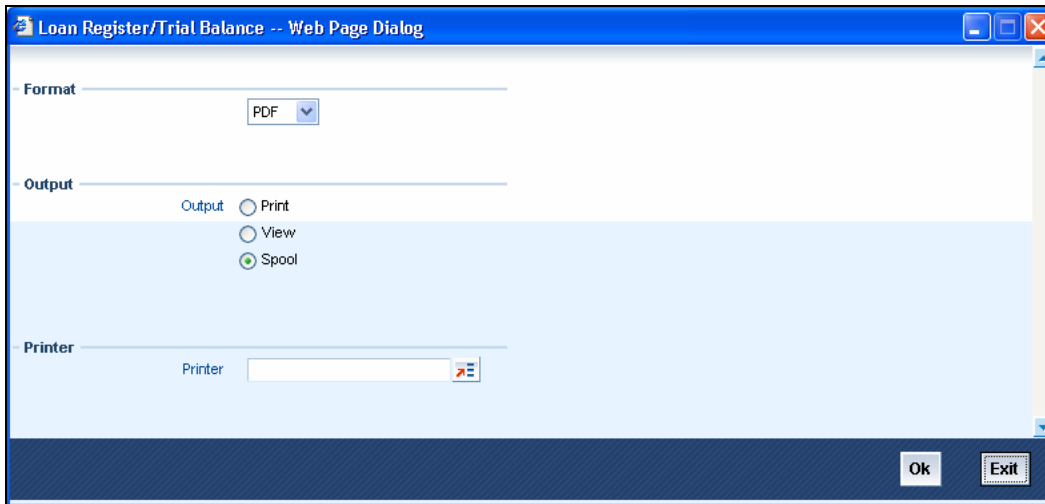 Loan Register/Trial Balance -- Web Page Dialog
Format
PDF
Output
Output Print
View
Spool
Printer
Printer
Ok Exit